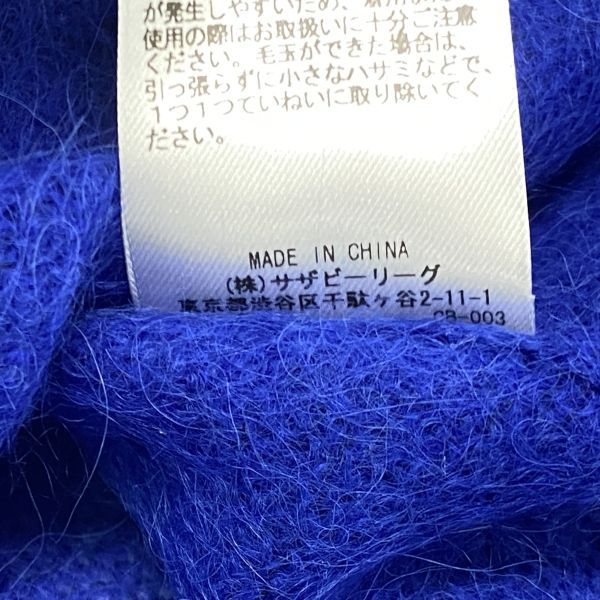 が発生しやすいため、着用または
使用の際はお取扱いに十分ご注意
ください。毛玉ができた場合は、
引っ張らずに小さなハサミなどで、
1つ1つていねいに取り除いてく
ださい。
MADE IN CHINA
(株)サザビーリーグ
東京都渋谷区千駄ヶ谷2-11-1
CB-003